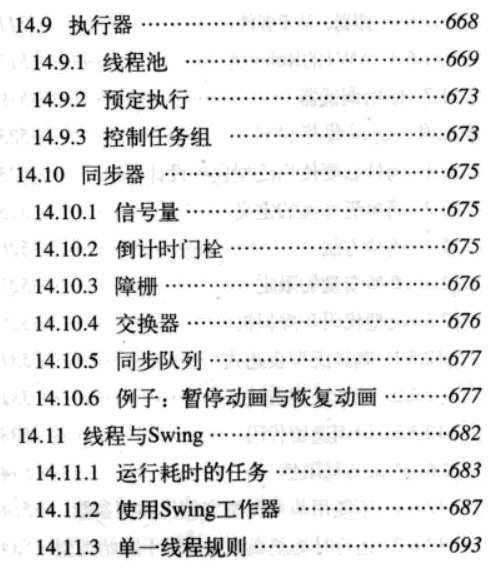 14.9 执行器 ……………………………… 668
14.9.1 线程池 ……………………… 669
14.9.2 预定执行 …………………… 673
14.9.3 控制任务组 ………………… 673
14.10 同步器 ……………………………… 675
14.10.1 信号量 ……………………… 675
14.10.2 倒计时门栓 ………………… 675
14.10.3 障栅 ………………………… 676
14.10.4 交换器 ……………………… 676
14.10.5 同步队列 …………………… 677
14.10.6 例子：暂停动画与恢复动画 …… 677
14.11 线程与Swing ……………………… 682
14.11.1 运行耗时的任务 …………… 683
14.11.2 使用Swing工作器 ………… 687
14.11.3 单一线程规则 ……………… 693